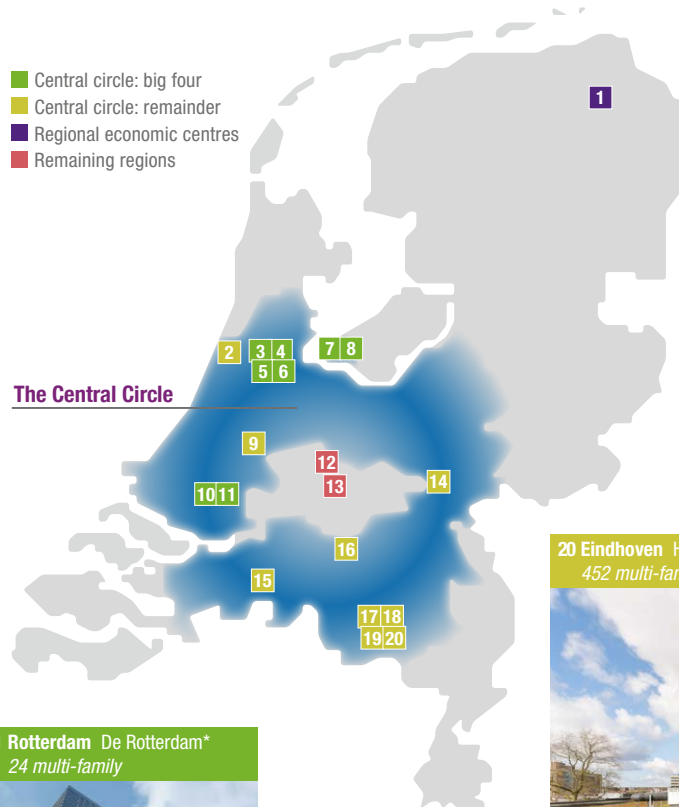 Central circle: big four
Central circle: remainder
Regional economic centres
Remaining regions
1
2
3 4
7 8
5 6
The Central Circle
9
12
13
14
10 11
16
15
17 18
19 20
20 Eindhoven
452
Rotterdam De Rotterdam*
24 multi-family